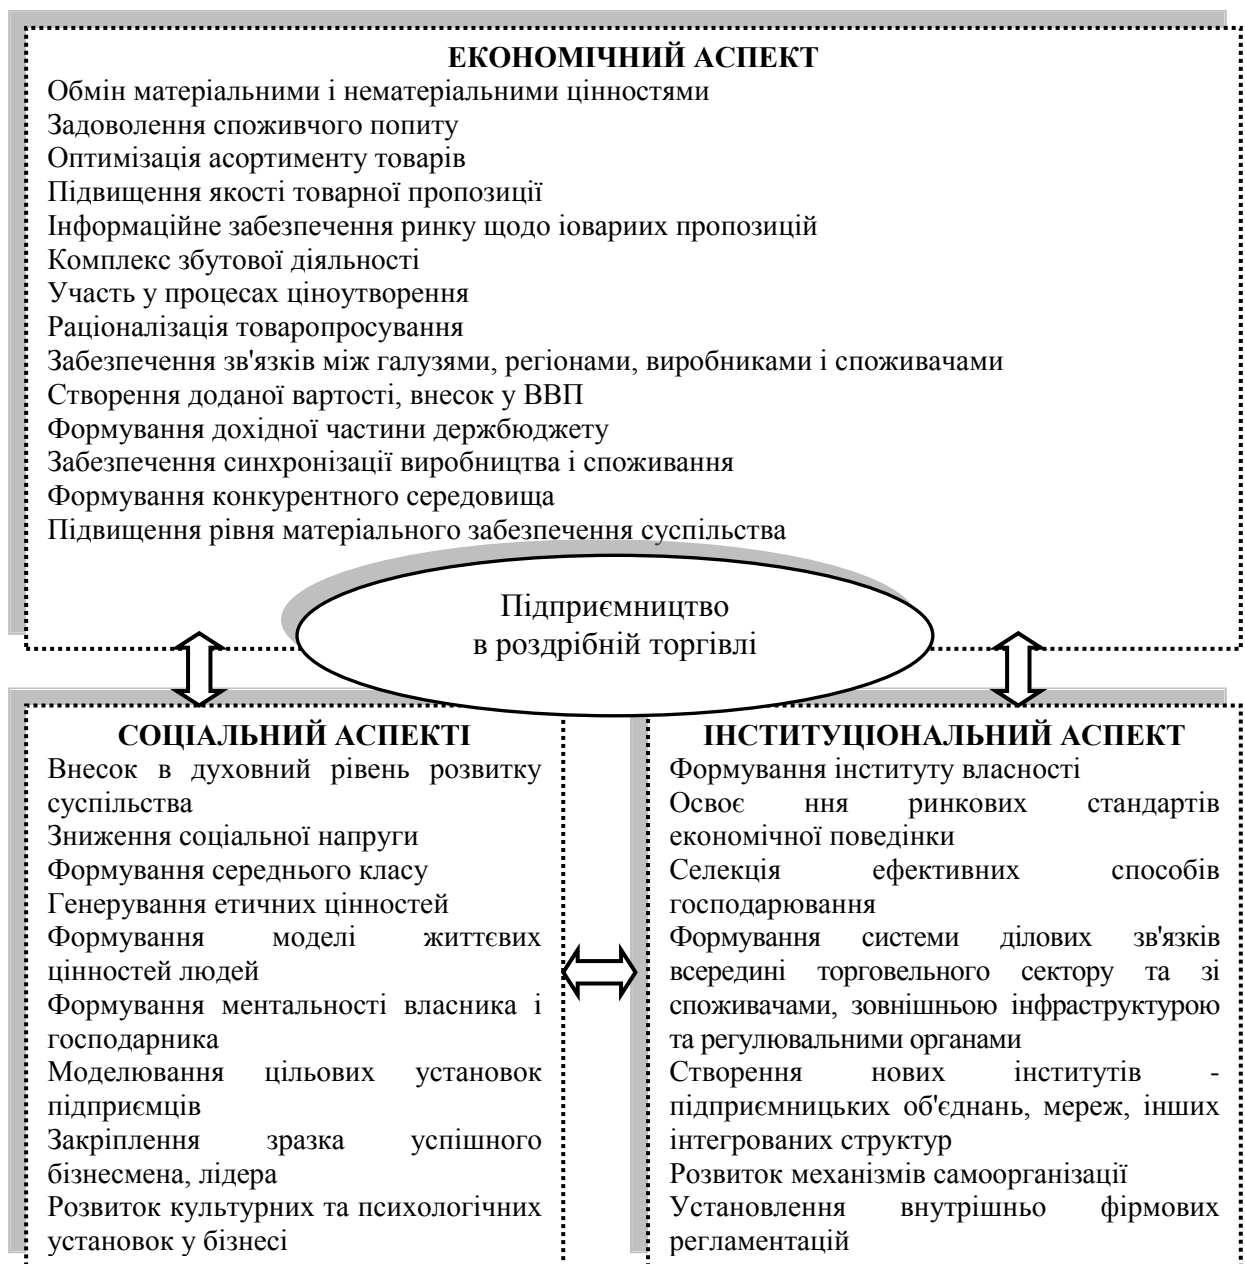 ЕКОНОМІЧНИЙ АСПЕКТ
Обмін матеріальними і нематеріальними цінностями
Задоволення споживчого попиту
Оптимізація асортименту товарів
Підвищення якості товарної пропозиції
Інформаційне забезпечення ринку щодо іовариих пропозицій
Комплекс збутової діяльності
Участь у процесах ціноутворення
Раціоналізація товаропросування
Забезпечення зв'язків між галузями, регіонами, виробниками і споживачами
Створення доданої вартості, внесок у ВВП
Формування дохідної частини держбюджету
Забезпечення синхронізації виробництва і споживання
Формування конкурентного середовища
Підвищення рівня матеріального забезпечення суспільства
Підприємництво
в роздрібній торгівлі
СОЦІАЛЬНИЙ АСПЕКТІ
Внесок в духовний рівень розвитку
суспільства
Зниження соціальної напруги
Формування середнього класу
Генерування етичних цінностей
Формування моделі життєвих
цінностей людей
Формування ментальності власника і
господарника
Моделювання цільових установок
підприємців
Закріплення зразка успішного
бізнесмена, лідера
Розвиток культурних та психологічних
установок у бізнесі
ІНСТИТУЦІОНАЛЬНИЙ АСПЕКТ
Формування інституту власності
Освоє ння ринкових стандартів
економічної поведінки
Селекція ефективних способів
господарювання
Формування системи ділових зв'язків
всередині торговельного сектору та зі
споживачами, зовнішньою інфраструктурою
та регулювальними органами
Створення нових інститутів -
підприємницьких об'єднань, мереж, інших
інтегрованих структур
Розвиток механізмів самоорганізації
Установлення внутрішньо фірмових
регламентацій